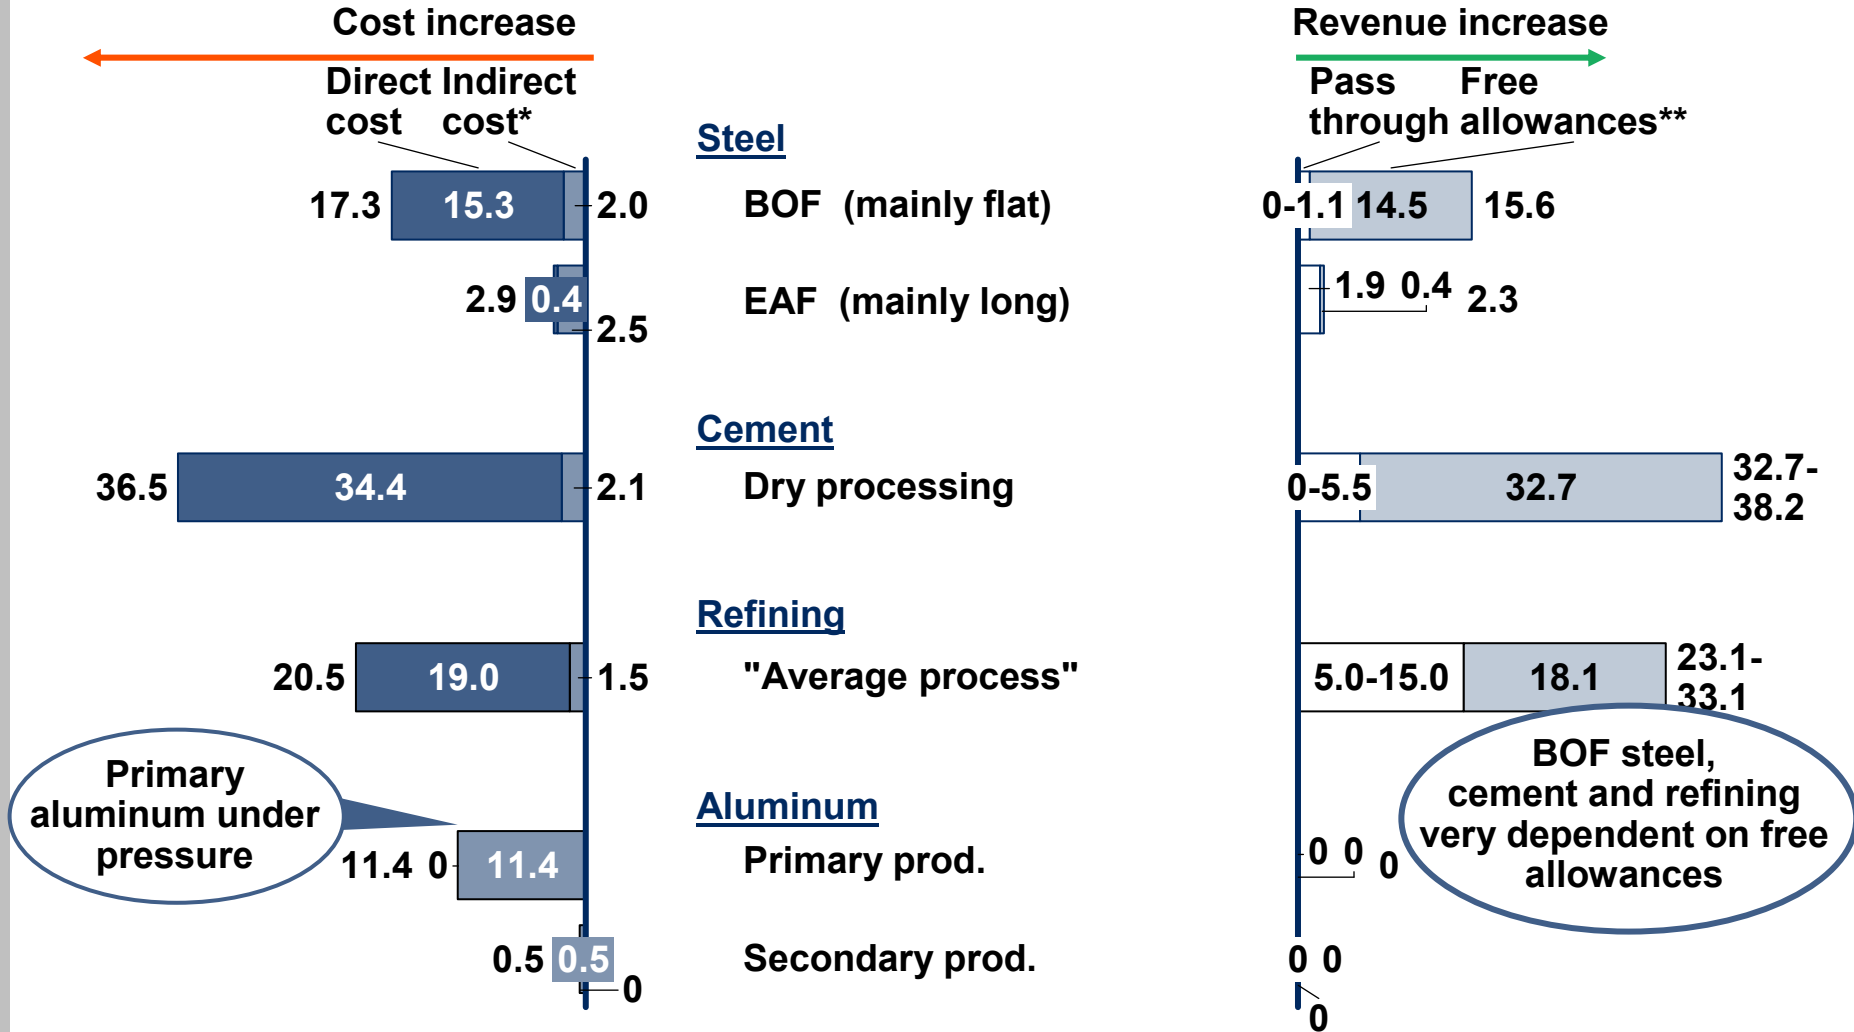 Cost increase
Revenue increase
Direct Indirect
cost cost*
Pass Free
through allowances**
Steel
17.3 15.3 2.0 BOF (mainly flat) 0-1.1 14.5 15.6
2.9 0.4 2.5 EAF (mainly long) 1.9 0.4 2.3
Cement
36.5 34.4 2.1 Dry processing 0-5.5 32.7 32.7-
38.2
Refining
20.5 19.0 1.5 "Average process" 5.0-15.0 18.1 23.1-
33.1
Primary
aluminum under
pressure
BOF steel,
cement and refining
very dependent on free
allowances
Aluminum
11.4 0 11.4 Primary prod. 0 0 0
0.5 0.5 0 Secondary prod. 0 0
0